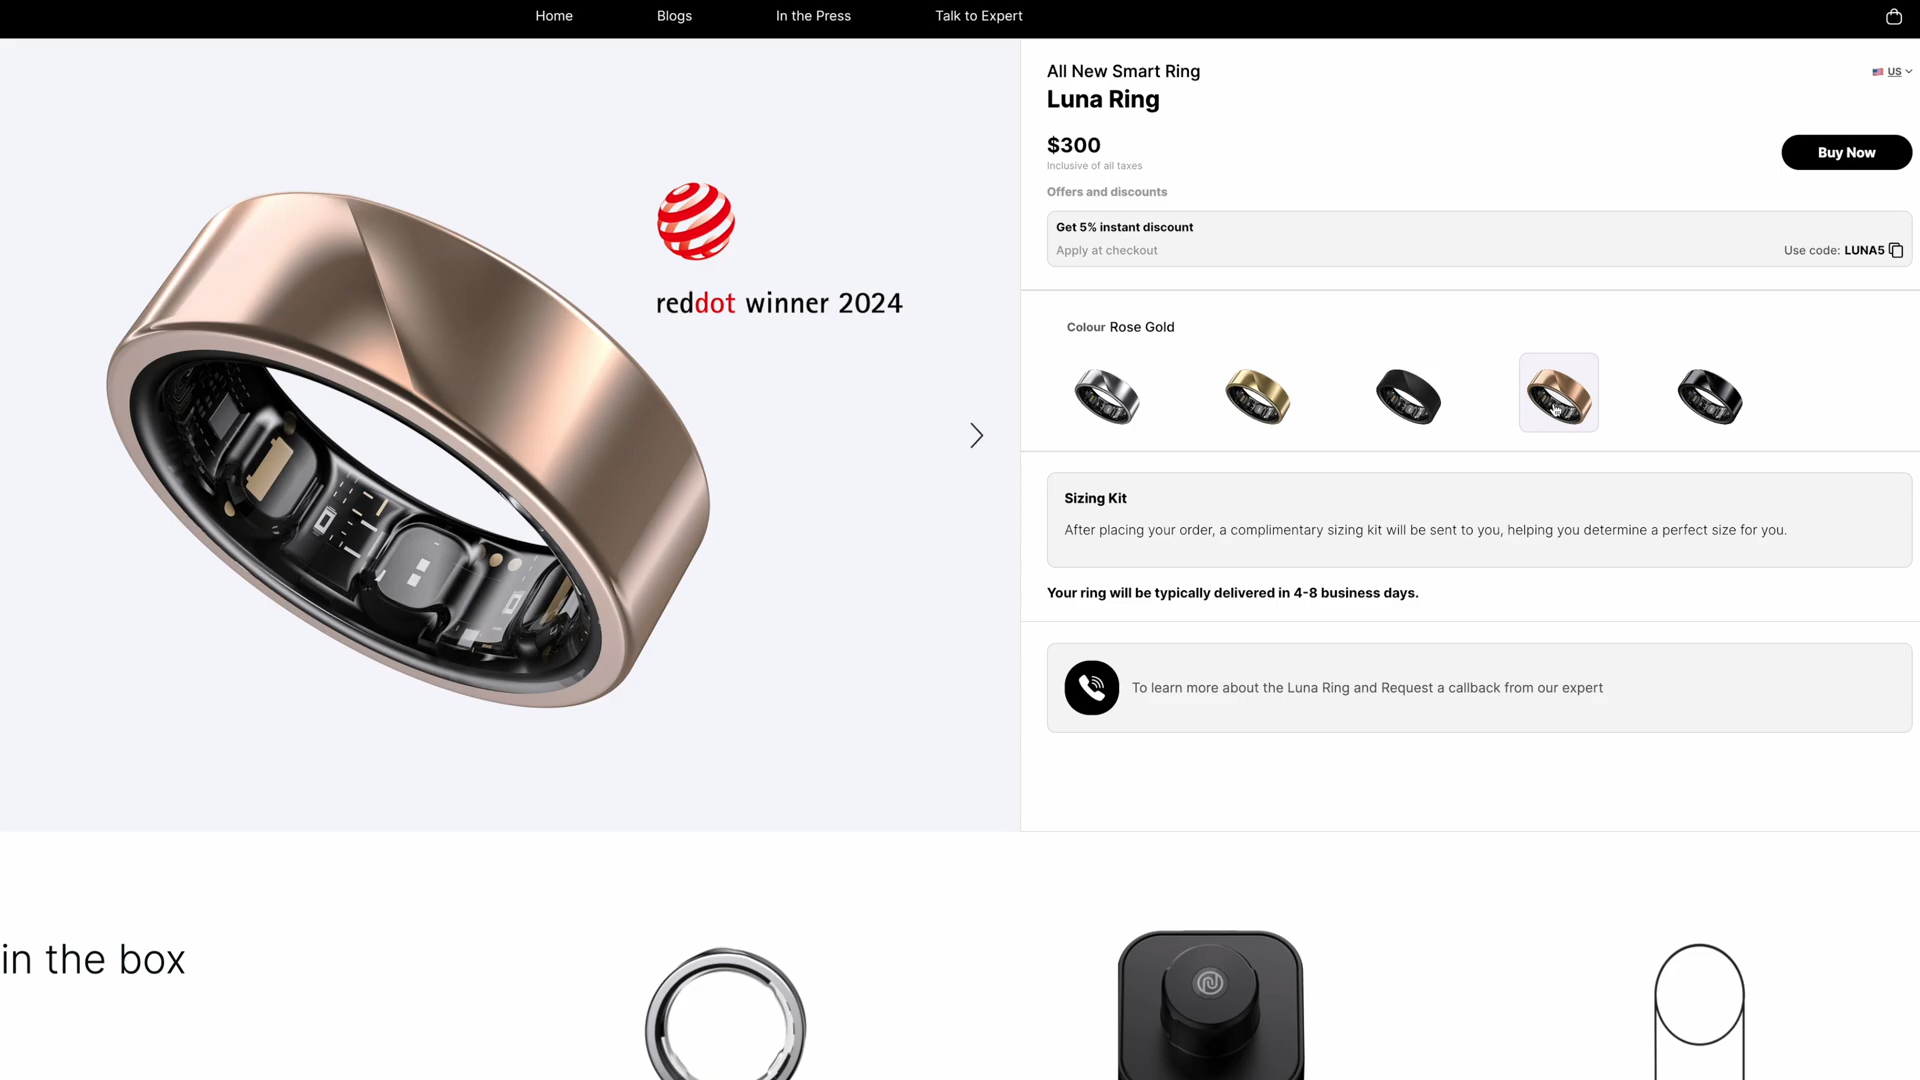 Home
Blogs
In the Press
Talk to Expert
All New Smart Ring
US
Luna Ring
$300
Inclusive of all taxes
Buy Now
Offers and discounts
Get 5% instant discount
Apply at checkout
Use code: LUNA5
reddot winner 2024
Colour Rose Gold
Sizing Kit
After placing your order, a complimentary sizing kit will be sent to you, helping you determine a perfect size for you.
Your ring will be typically delivered in 4-8 business days.
To learn more about the Luna Ring and Request a callback from our expert
in the box